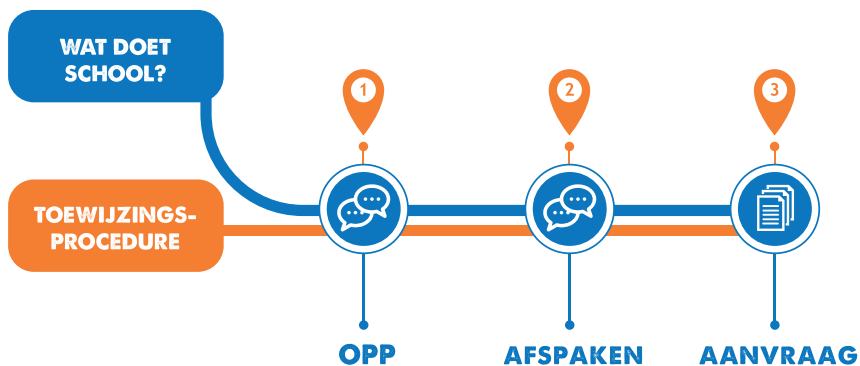 WAT DOET
SCHOOL?
1
2
3
TOEWIJZINGS-
PROCEDURE
OPP
AFSPAKEN
AANVRAAG